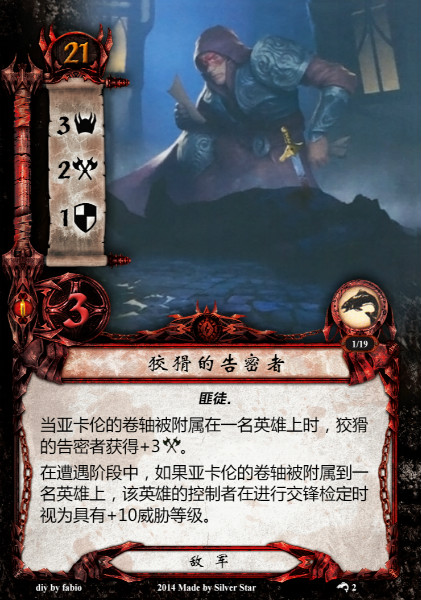 21
3
2
1
3
1/19
狡猾的告密者
匪徒.
当亚卡伦的卷轴被附属在一名英雄上时，狡猾
的告密者获得+3。
在遭遇阶段中，如果亚卡伦的卷轴被附属到一
名英雄上，该英雄的控制者在进行交锋检定时
视为具有+10威胁等级。
敌 军
diy by fabio 2014 Made by Silver Star 2